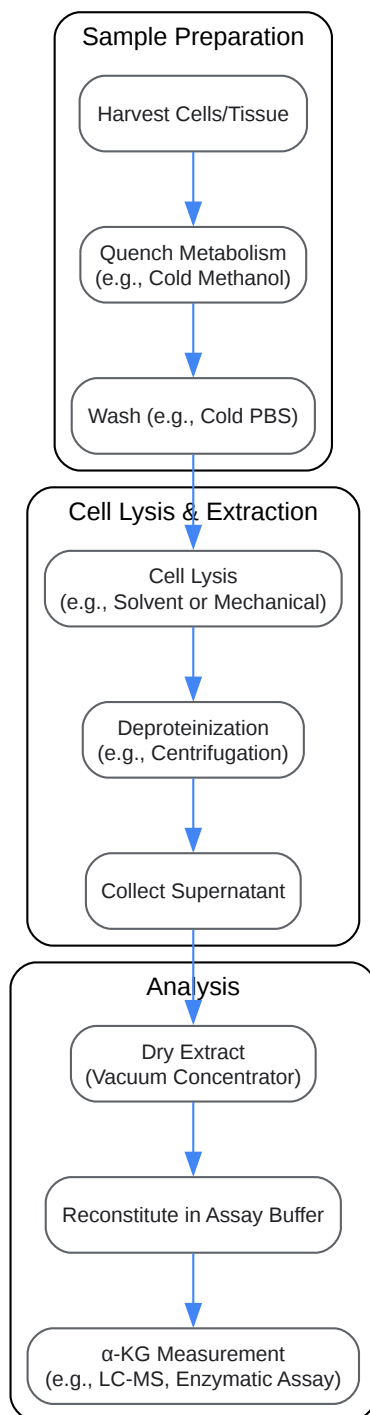 Sample Preparation
Harvest Cells/Tissue
Quench Metabolism
(e.g., Cold Methanol)
Wash (e.g., Cold PBS)
Cell Lysis & Extraction
Cell Lysis
(e.g., Solvent or Mechanical)
Deproteinization
(e.g., Centrifugation)
Collect Supernatant
Analysis
Dry Extract
(Vacuum Concentrator)
Reconstitute in Assay Buffer
α-KG Measurement
(e.g., LC-MS, Enzymatic Assay)